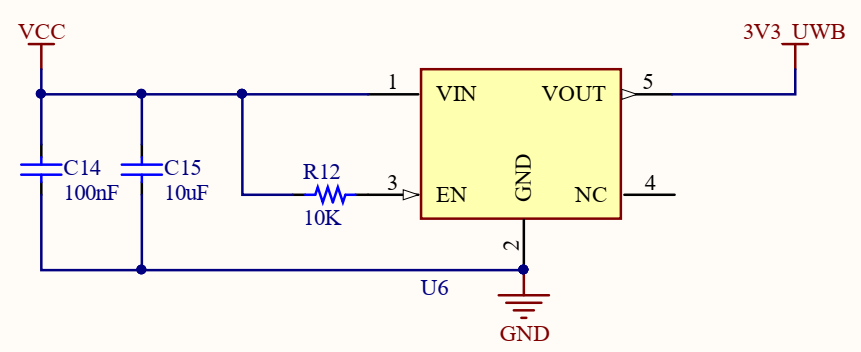 VCC
3V3_UWB
1
VIN
VOUT
5
C14
100nF
C15
10uF
R12
10K
3
EN
GND
NC
4
2
U6
GND